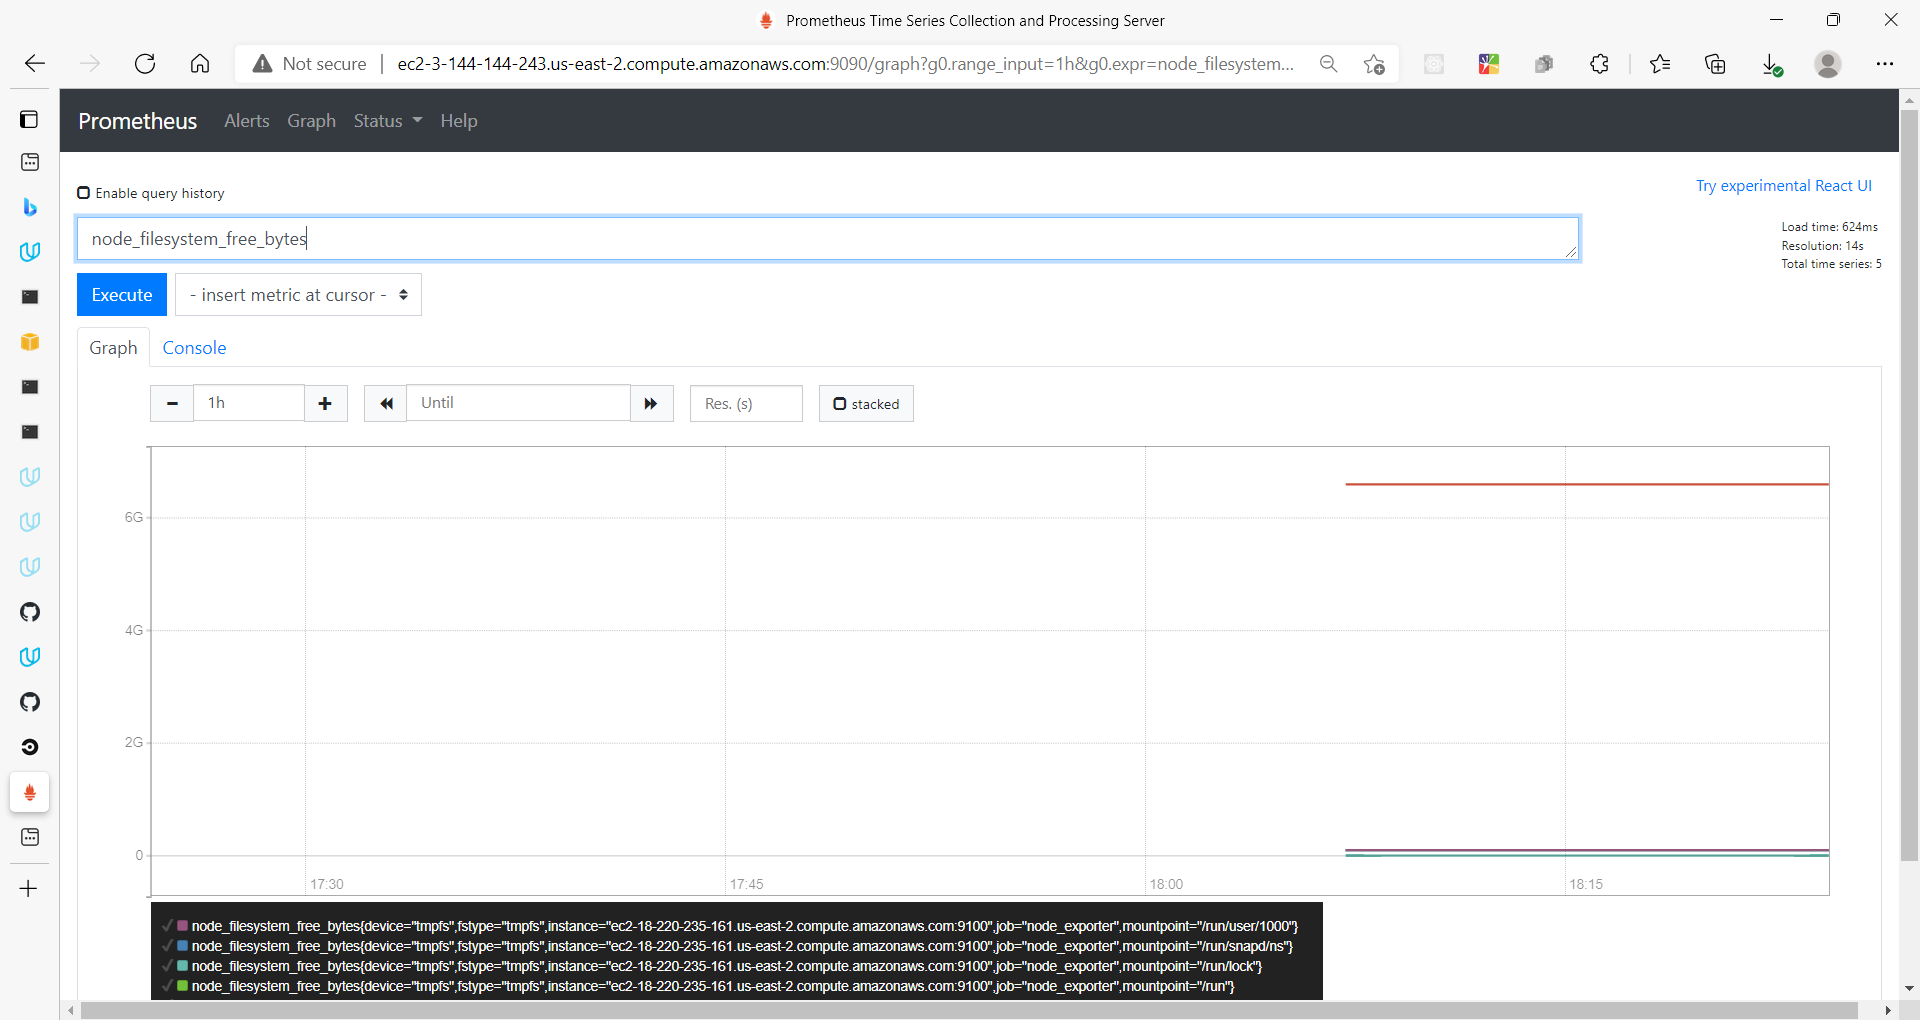 Prometheus Time Series Collection and Processing Server
Not secure
ec2-3-144-144-243.us-east-2.compute.amazonaws.com:9090/graph?g0.range_input=1h&g0.expr=node_filesystem...
Prometheus Alerts Graph Status Help
Enable query history
Try experimental React UI
node_filesystem_free_bytes
Load time: 624ms
Resolution: 14s
Total time series: 5
Execute
- insert metric at cursor -
Graph Console
1h
Until
Res. (s)
stacked
6G
4G
2G
0
17:30 17:45 18:00 18:15
node_filesystem_free_bytes{device="tmpfs",fstype="tmpfs",instance="ec2-18-220-235-161.us-east-2.compute.amazonaws.com:9100",job="node_exporter",mountpoint="/run/user/1000"}
node_filesystem_free_bytes{device="tmpfs",fstype="tmpfs",instance="ec2-18-220-235-161.us-east-2.compute.amazonaws.com:9100",job="node_exporter",mountpoint="/run/snapd/ns"}
node_filesystem_free_bytes{device="tmpfs",fstype="tmpfs",instance="ec2-18-220-235-161.us-east-2.compute.amazonaws.com:9100",job="node_exporter",mountpoint="/run/lock"}
node_filesystem_free_bytes{device="tmpfs",fstype="tmpfs",instance="ec2-18-220-235-161.us-east-2.compute.amazonaws.com:9100",job="node_exporter",mountpoint="/run"}